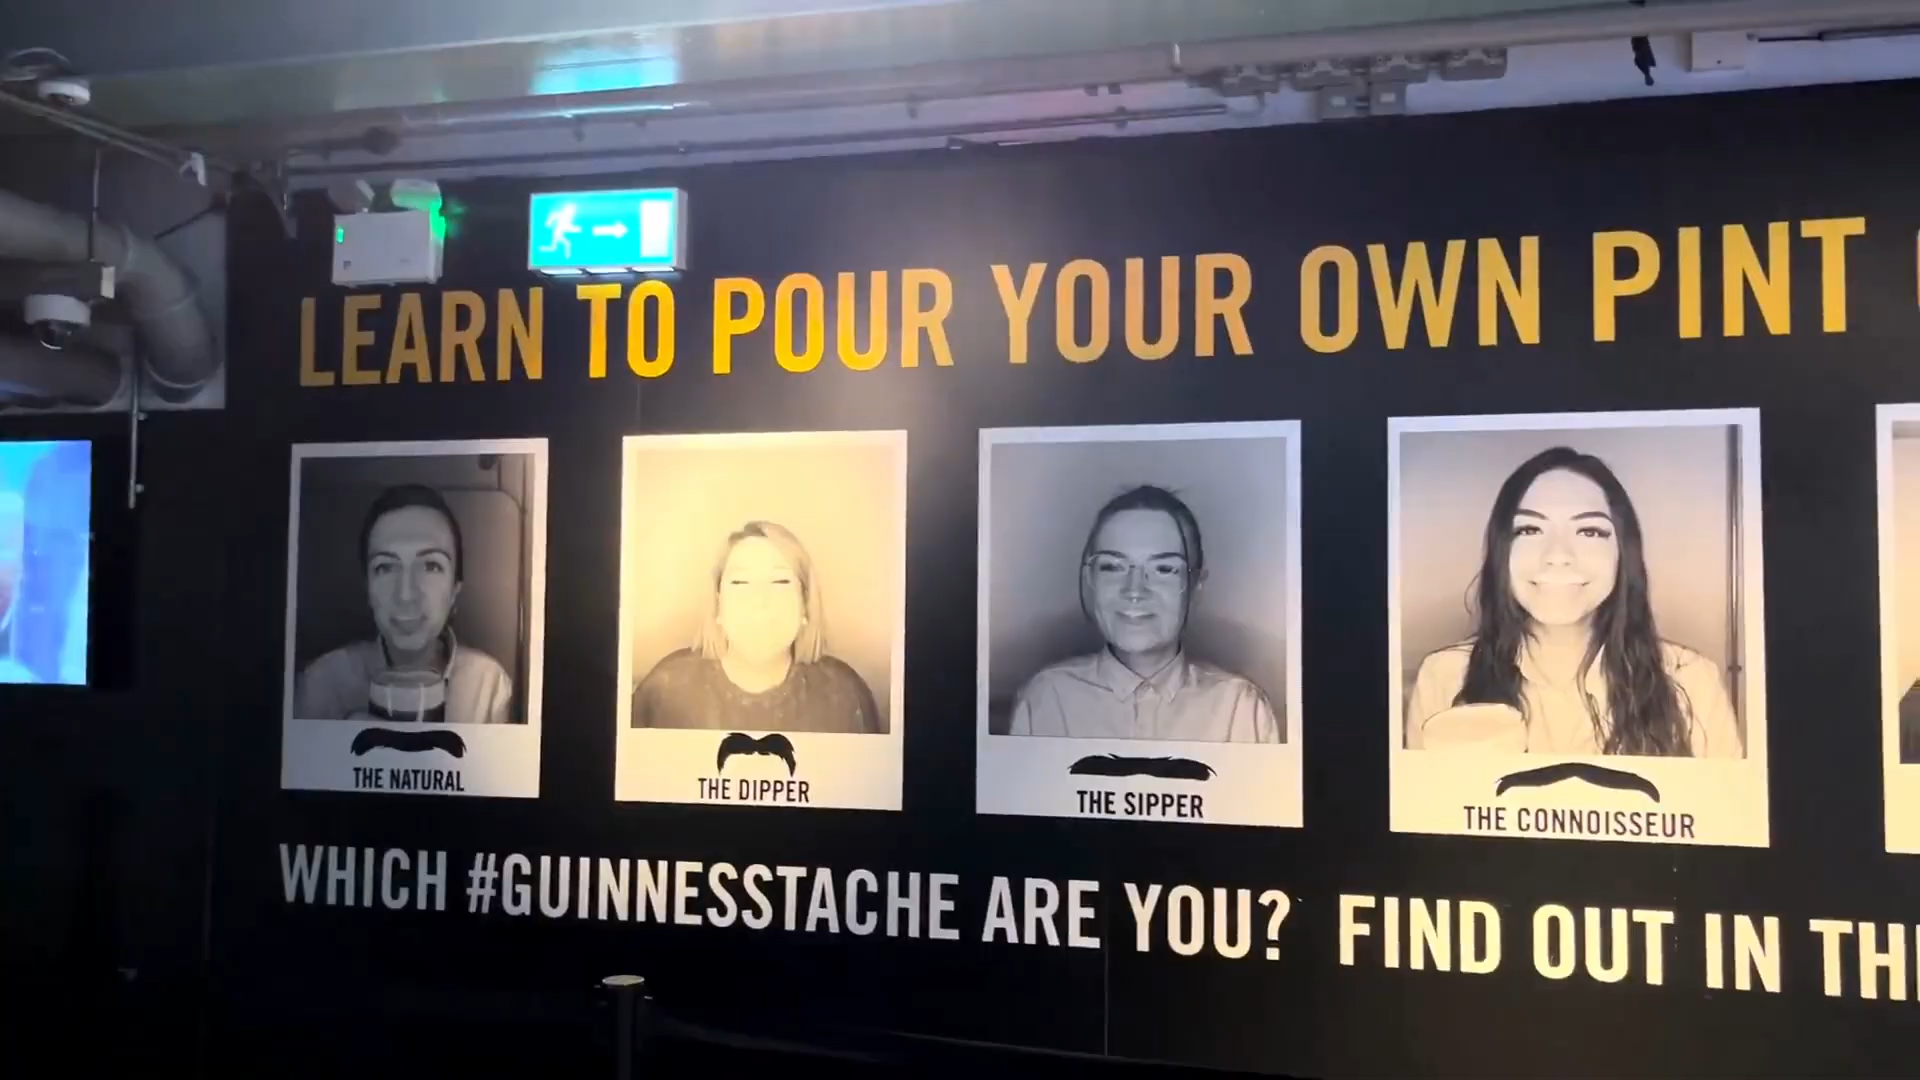 LEARN TO POUR YOUR OWN PINT
THE NATURAL
THE DIPPER
THE SIPPER
THE CONNOISSEUR
WHICH #GUINNESSTACHE ARE YOU? FIND OUT IN